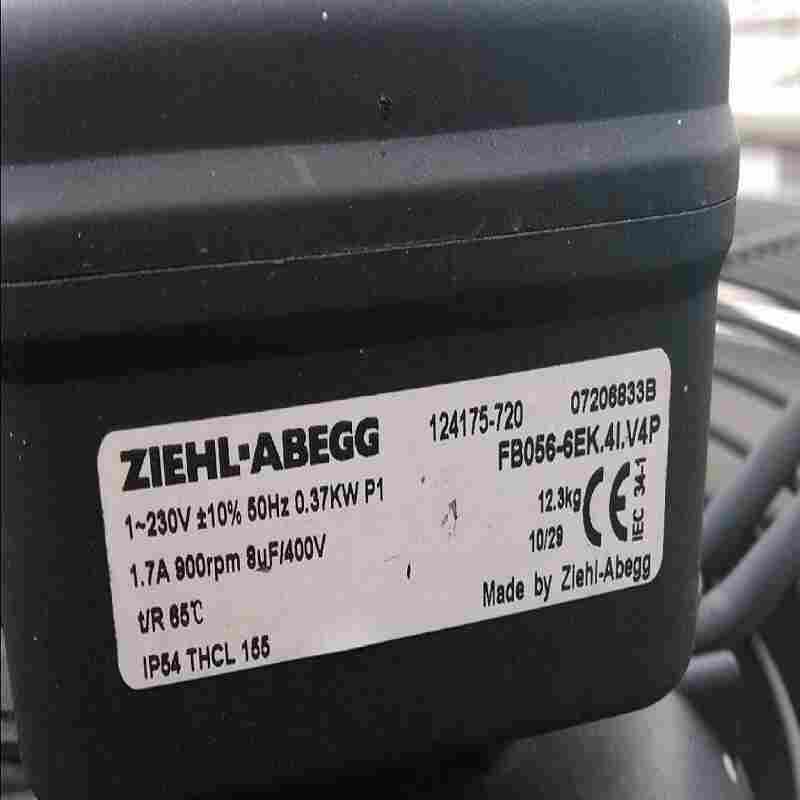 ZIEHL-ABEGG 124175-720 07206833B
FB056-6EK.4I.V4P
1~230V ±10% 50Hz 0.37KW P1
12.3kg CE IEC 34-1
1.7A 900rpm 8uF/400V
10/29
t/R 65℃
Made by Ziehl-Abegg
IP54 THCL 155